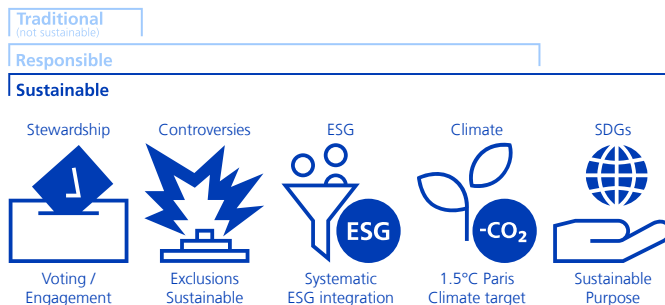 Traditional
(not sustainable)
Responsible
Sustainable
Stewardship
Controversies
ESG
Climate
SDGs
ESG
-CO₂
Voting /
Engagement
Exclusions
Sustainable
Systematic
ESG integration
1.5°C Paris
Climate target
Sustainable
Purpose